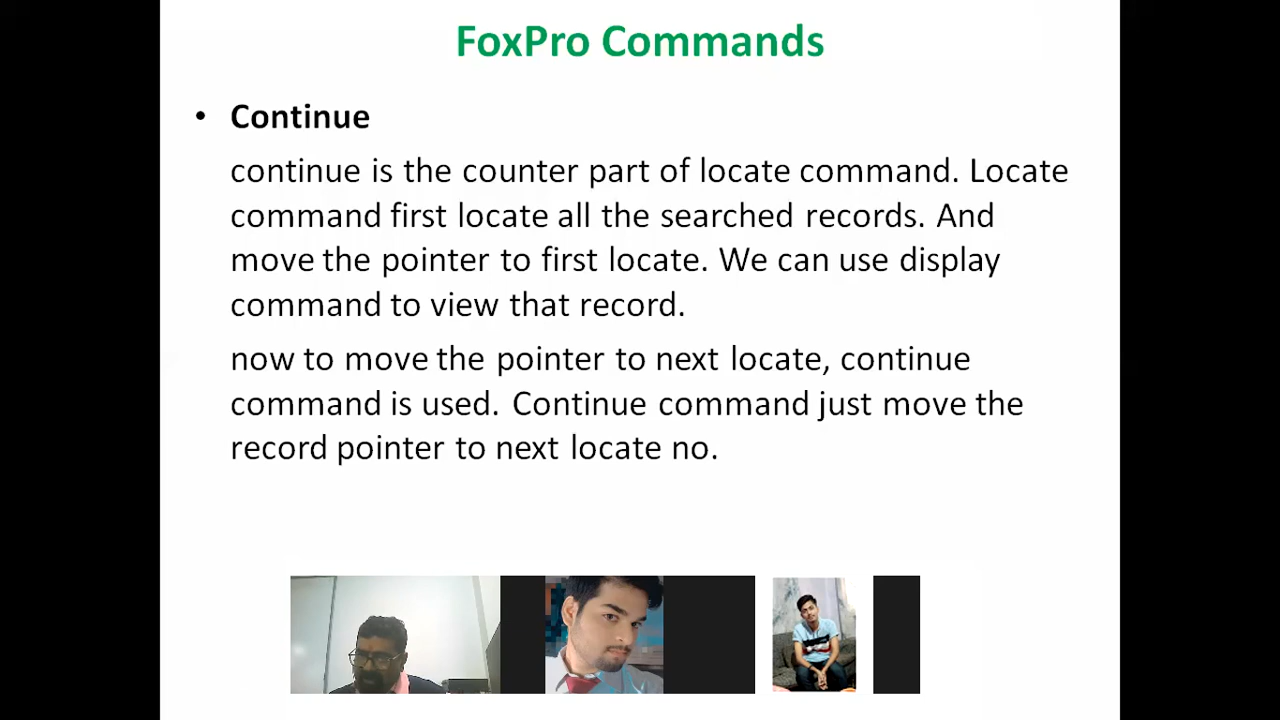 FoxPro Commands
• Continue
continue is the counter part of locate command. Locate
command first locate all the searched records. And
move the pointer to first locate. We can use display
command to view that record.
now to move the pointer to next locate, continue
command is used. Continue command just move the
record pointer to next locate no.